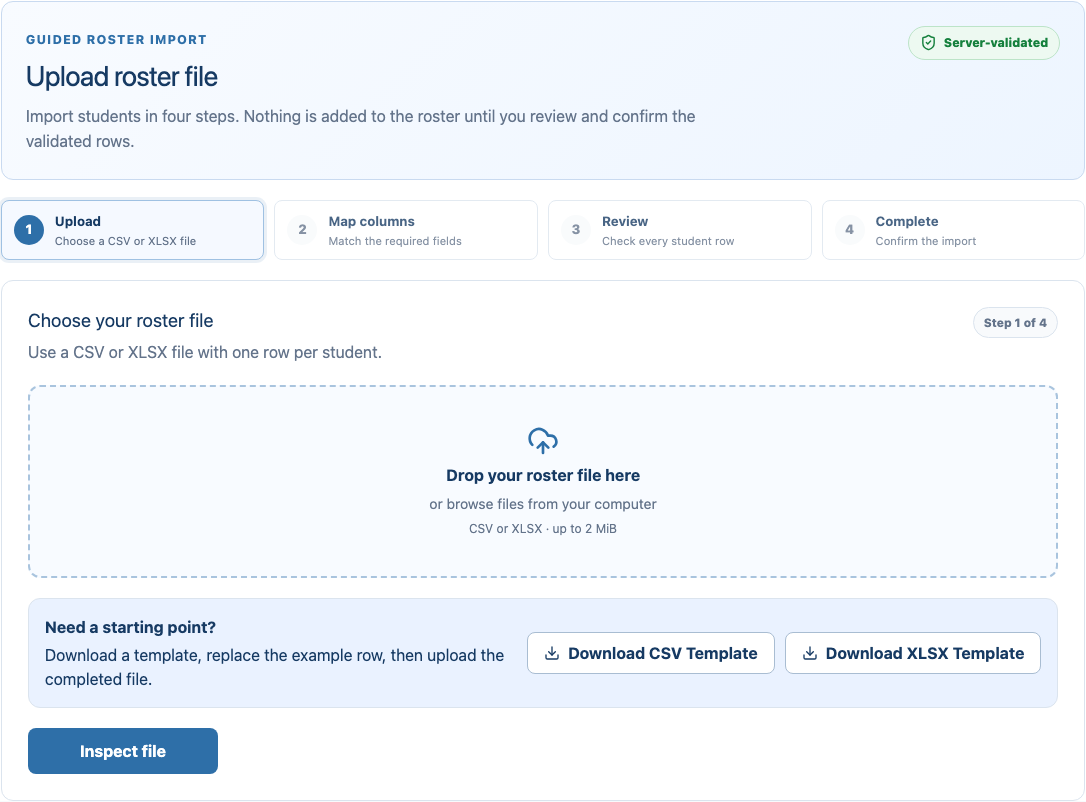 GUIDED ROSTER IMPORT
Server-validated
Upload roster file
Import students in four steps. Nothing is added to the roster until you review and confirm the
validated rows.
1
Upload
Choose a CSV or XLSX file
2
Map columns
Match the required fields
3
Review
Check every student row
4
Complete
Confirm the import
Choose your roster file
Step 1 of 4
Use a CSV or XLSX file with one row per student.
Drop your roster file here
or browse files from your computer
CSV or XLSX · up to 2 MiB
Need a starting point?
Download a template, replace the example row, then upload the
completed file.
Download CSV Template
Download XLSX Template
Inspect file